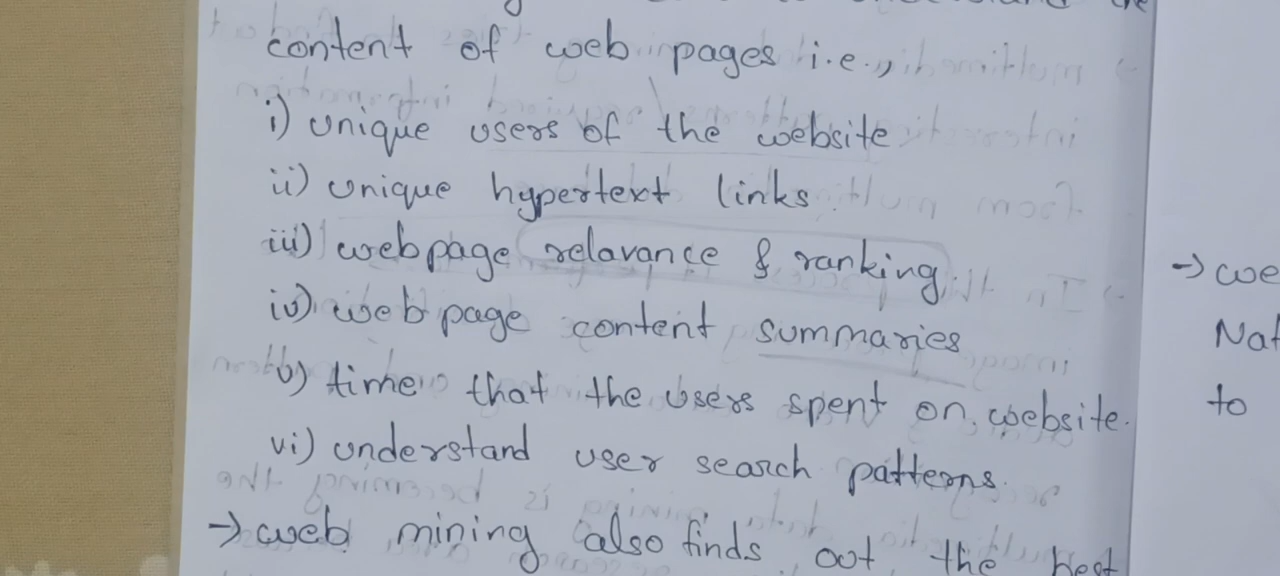 the
content of web pages i.e.,
i) unique users of the website
ii) unique hypertext links.
iii) webpage relavance & ranking
iv) web page content summaries
v) time that the users spent on website.
vi) understand user search patterns.
→ web mining also finds out the best
→ we
Nat
to